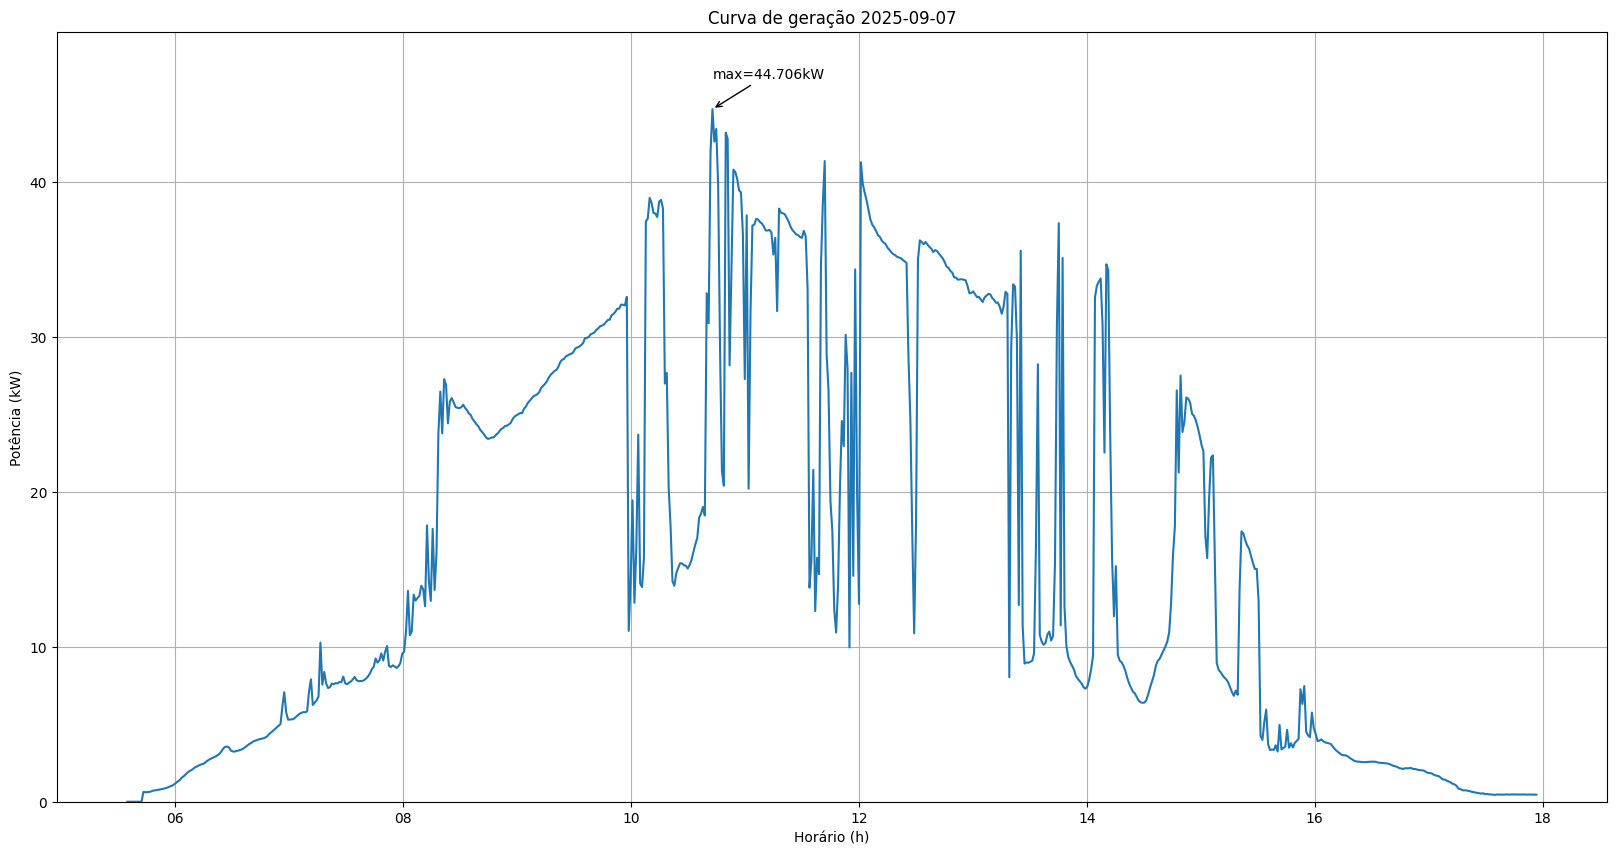 Curva de geração 2025-09-07
max=44.706kW
Potência (kW)
40
30
20
10
0
06 08 10 12 14 16 18
Horário (h)